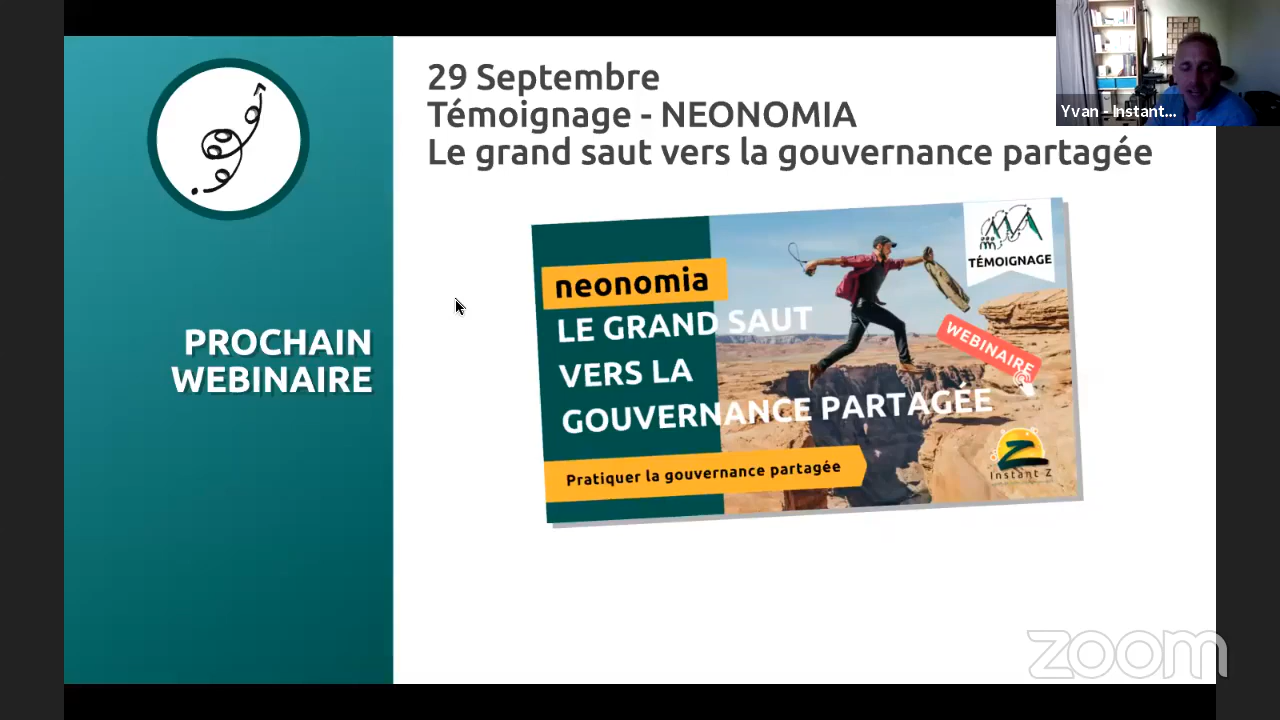 29 Septembre
Témoignage - NEONOMIA
Le grand saut vers la gouvernance partagée
Yvan - Instant...
PROCHAIN
WEBINAIRE
neonomia
LE GRAND SAUT
VERS LA
GOUVERNANCE PARTAGÉE
Pratiquer la gouvernance partagée
TÉMOIGNAGE
WEBINAIRE
Z
Instant Z
zoom